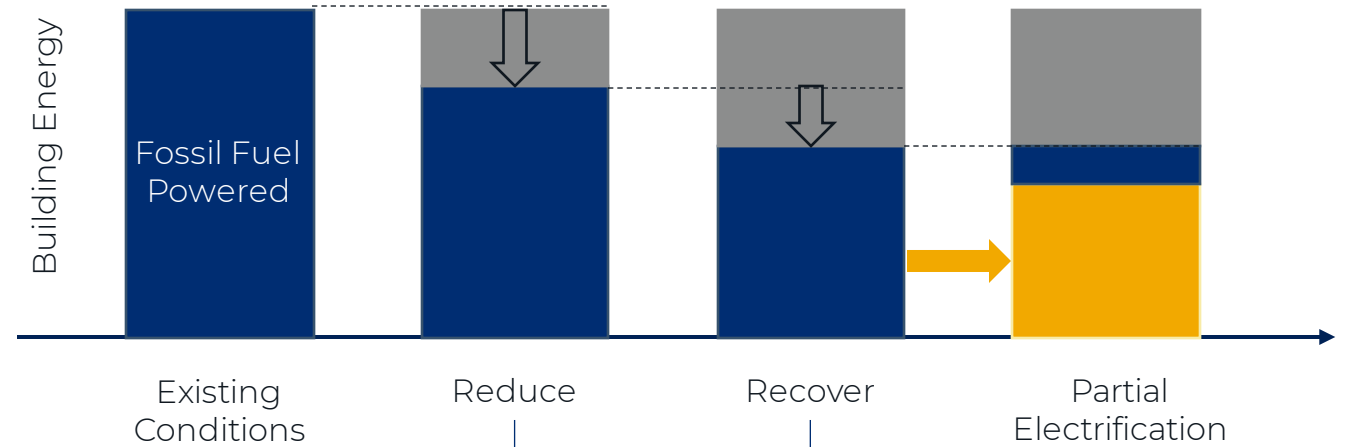 Building Energy
Fossil Fuel
Powered
Existing
Conditions
Reduce
Recover
Partial
Electrification